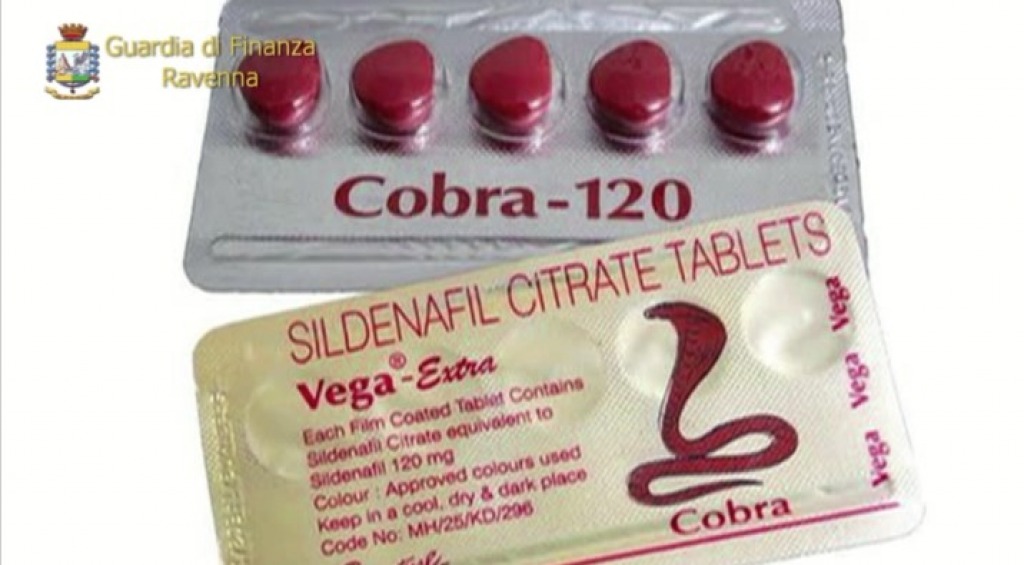 Guardia di Finanza
Ravenna
Cobra-120
SILDENAFIL CITRATE TABLETS
Vega®-Extra
Each Film Coated Tablet Contains
Sildenafil Citrate equivalent to
Sildenafil 120 mg
Colour : Approved colours used
Keep in a cool, dry & dark place
Code No: MH/25/KD/296
Cobra
Vega
Vega
Vega